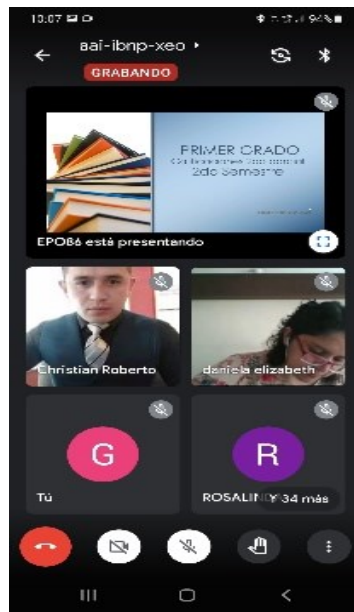 10:07 94%
aai-ibnp-xeo
GRABANDO
PRIMER GRADO
2do Semestre
EPO86 está presentando
Christian Roberto
daniela elizabeth
G
R
Tú
ROSALIND
Y 34 más